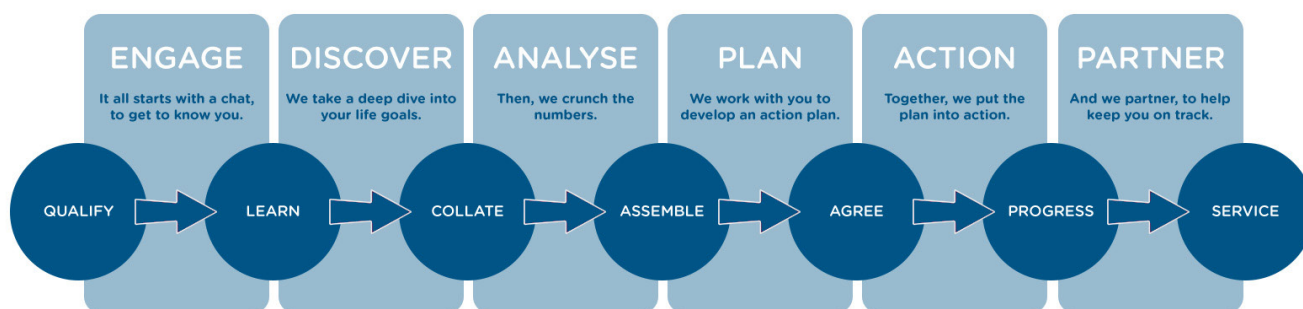 ENGAGE
It all starts with a chat,
to get to know you.
DISCOVER
We take a deep dive into
your life goals.
ANALYSE
Then, we crunch the
numbers.
PLAN
We work with you to
develop an action plan.
ACTION
Together, we put the
plan into action.
PARTNER
And we partner, to help
keep you on track.
QUALIFY
LEARN
COLLATE
ASSEMBLE
AGREE
PROGRESS
SERVICE